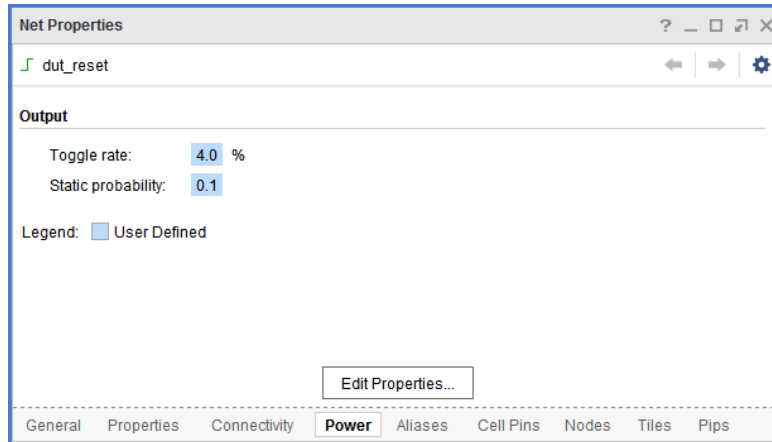 Net Properties
dut_reset
Output
Toggle rate: 4.0 %
Static probability: 0.1
Legend: User Defined
Edit Properties...
General Properties Connectivity Power Aliases Cell Pins Nodes Tiles Pips